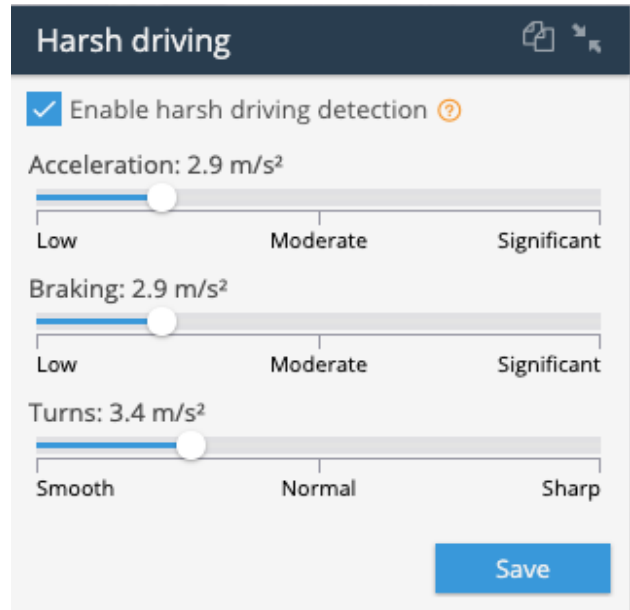 Harsh driving
Enable harsh driving detection ?
Acceleration: 2.9 m/s²
Low Moderate Significant
Braking: 2.9 m/s²
Low Moderate Significant
Turns: 3.4 m/s²
Smooth Normal Sharp
Save